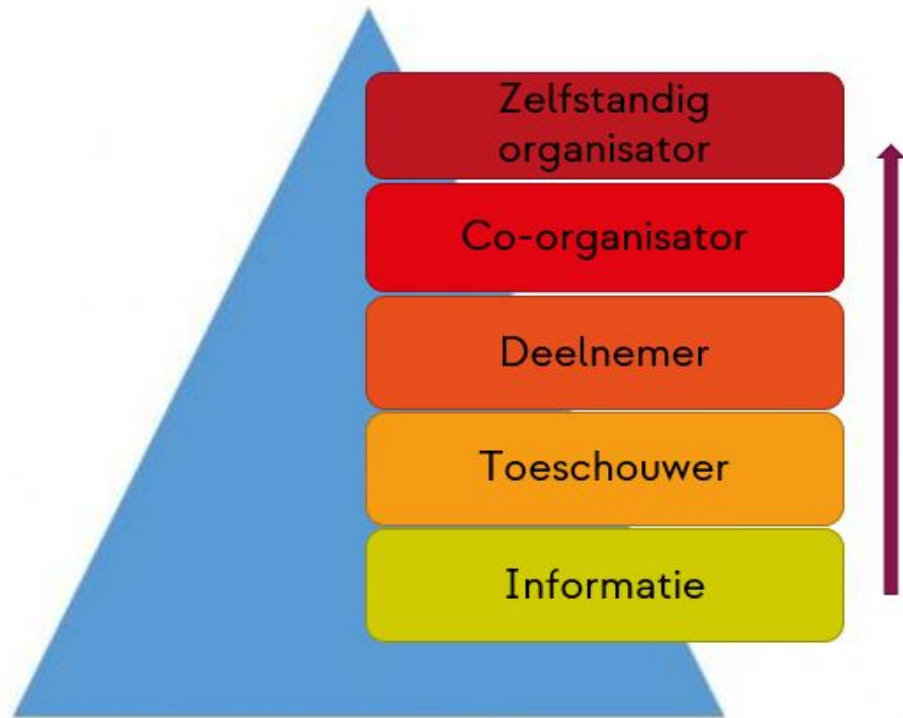 Zelfstandig
organisator
Co-organisator
Deelnemer
Toeschouwer
Informatie